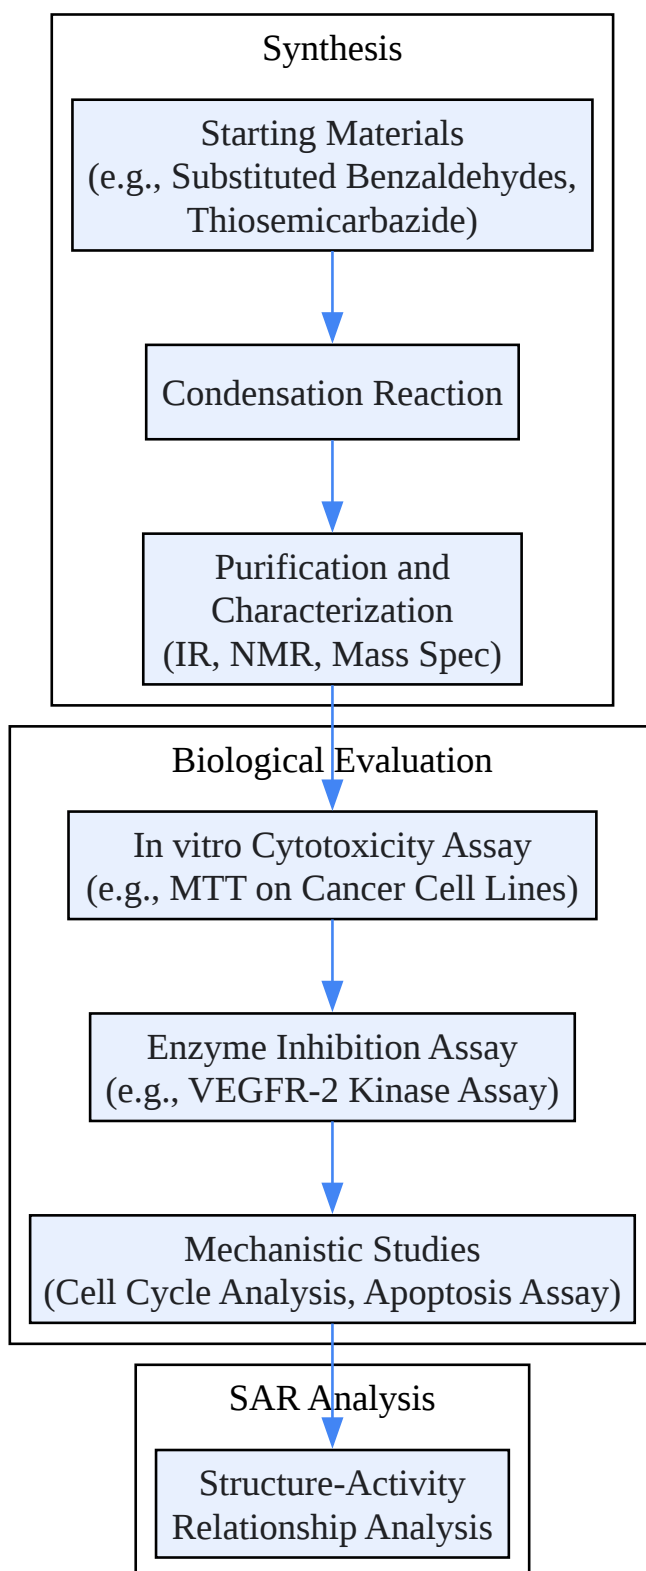 Synthesis
Starting Materials
(e.g., Substituted Benzaldehydes,
Thiosemicarbazide)
Condensation Reaction
Purification and
Characterization
(IR, NMR, Mass Spec)
Biological Evaluation
In vitro Cytotoxicity Assay
(e.g., MTT on Cancer Cell Lines)
Enzyme Inhibition Assay
(e.g., VEGFR-2 Kinase Assay)
Mechanistic Studies
(Cell Cycle Analysis, Apoptosis Assay)
SAR Analysis
Structure-Activity
Relationship Analysis